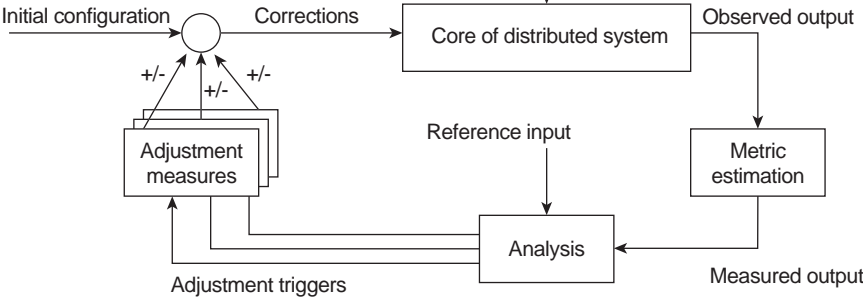 Initial configuration
Corrections
Core of distributed system
Observed output
+/-
+/-
+/-
Reference input
Adjustment
measures
Metric
estimation
Analysis
Adjustment triggers
Measured output